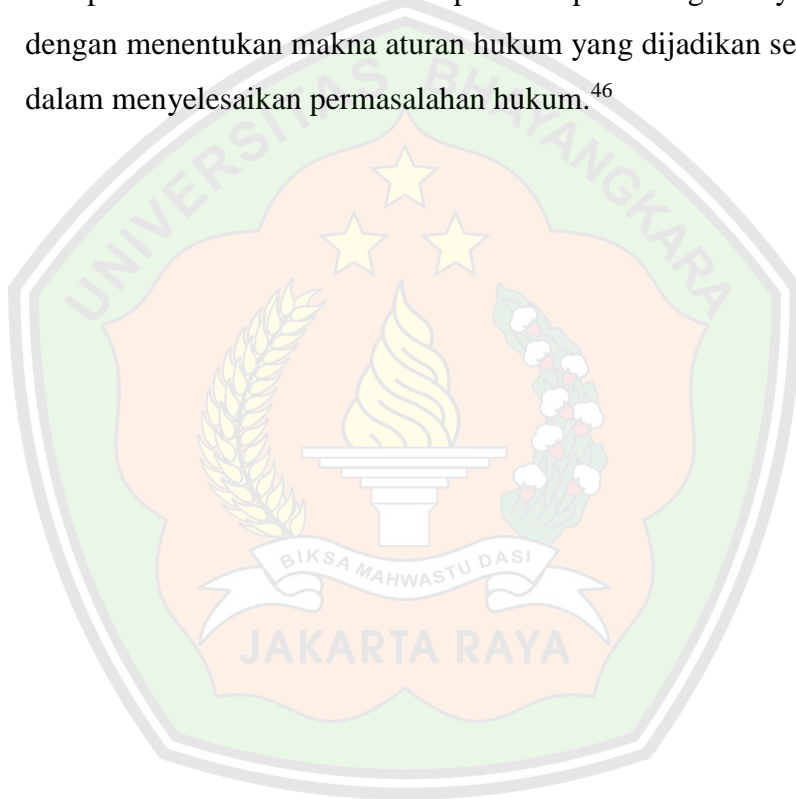 dengan menentukan makna aturan hukum yang dijadikan se
dalam menyelesaikan permasalahan hukum.46
UNIVERSITAS BHAYANGKARA
BIKSA MAHWASTU DASI
JAKARTA RAYA